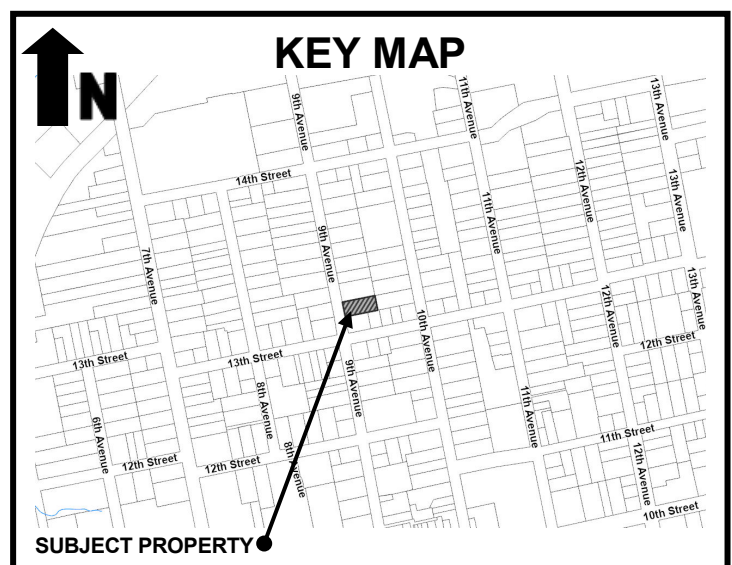 KEY MAP
N
11th Avenue
13th Avenue
9th Avenue
14th Street
12th Avenue
13th Avenue
11th Avenue
9th Avenue
7th Avenue
13th Avenue
12th Avenue
10th Avenue
12th Street
13th Street
13th Street
9th Avenue
8th Avenue
11th Avenue
6th Avenue
11th Street
12th Street
12th Street
8th Avenue
12th Avenue
10th Street
SUBJECT PROPERTY